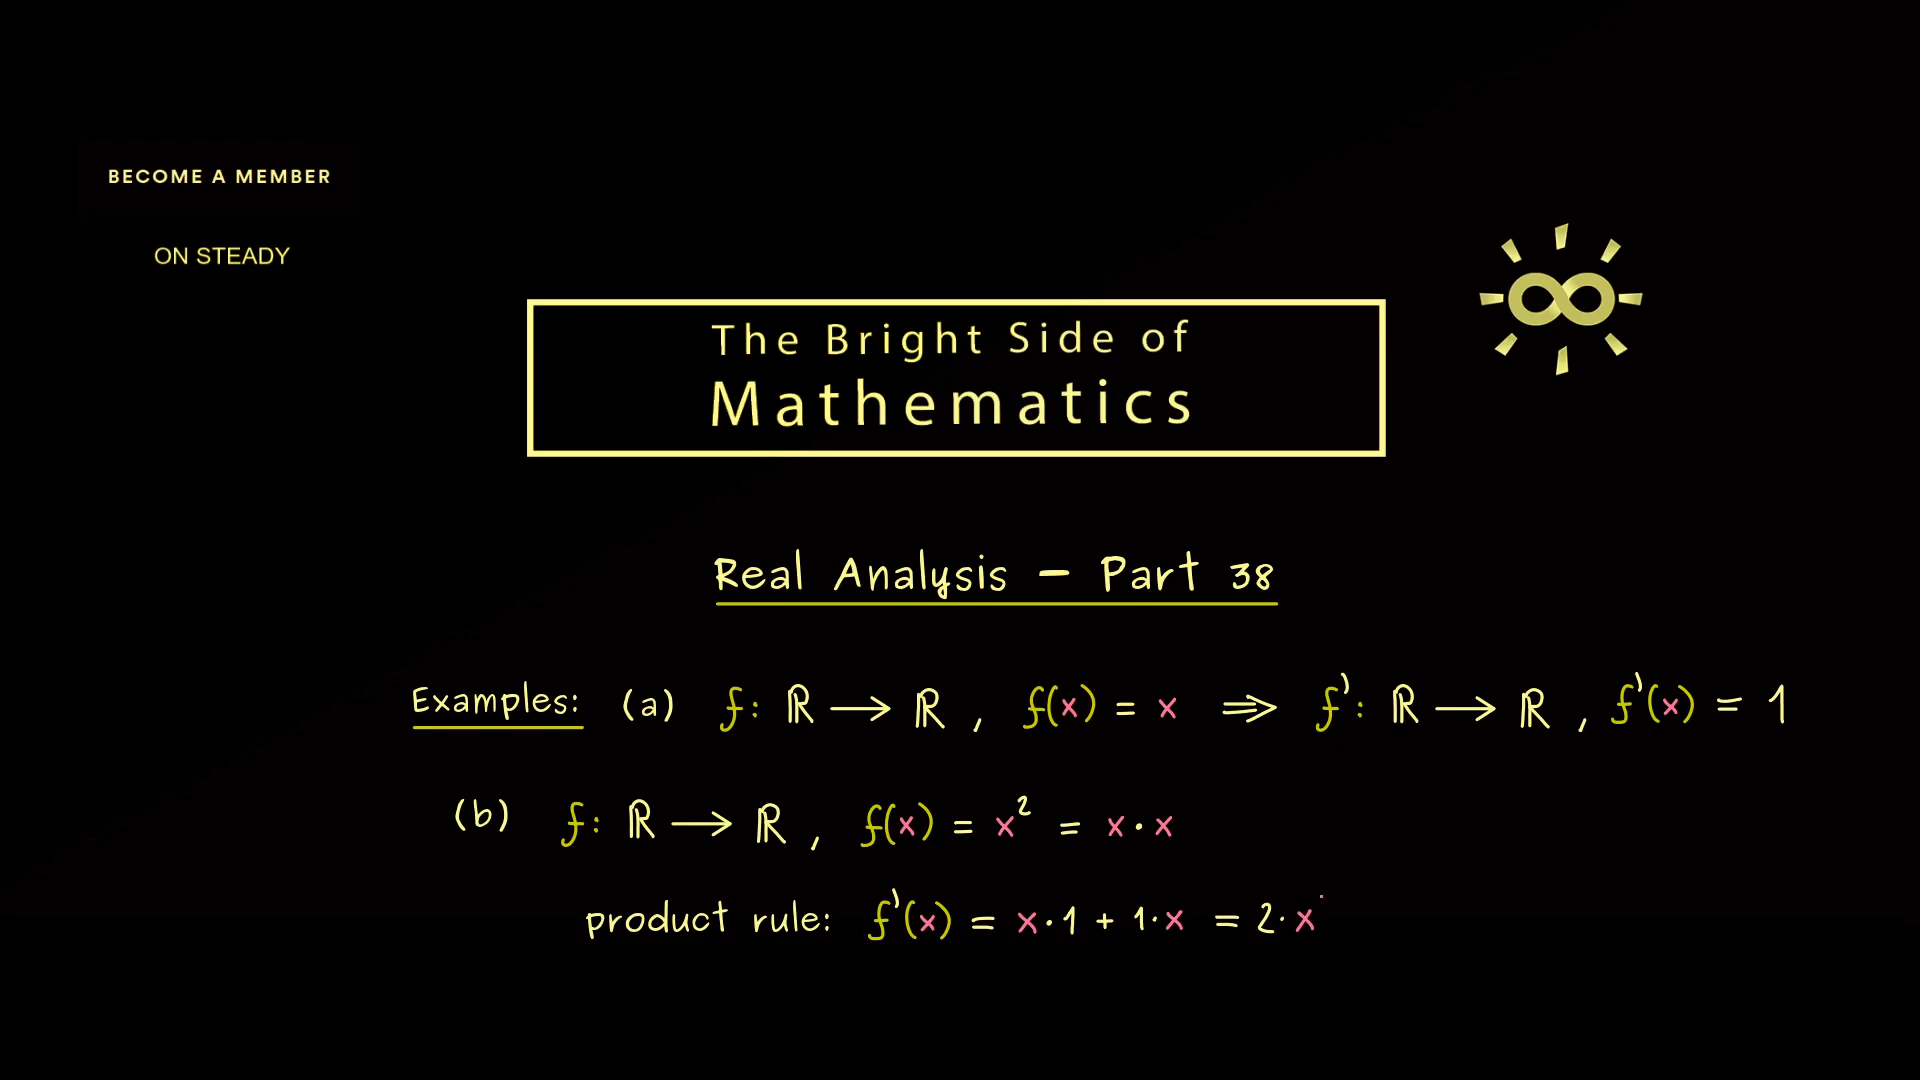 BECOME A MEMBER
ON STEADY
The Bright Side of
Mathematics
Real Analysis – Part 38
Examples: (a) f: ℝ ⟶ ℝ , f(x) = x ⇒ f': ℝ ⟶ ℝ , f'(x) = 1
(b) f: ℝ ⟶ ℝ , f(x) = x² = x·x
product rule: f'(x) = x·1 + 1·x = 2·x